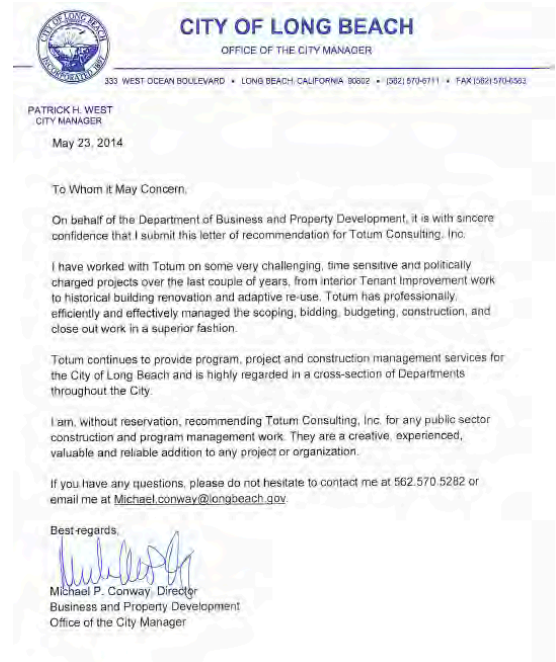 CITY OF LONG BEACH
OFFICE OF THE CITY MANAGER
CITY OF LONG BEACH
INCORPORATED 1897
333 WEST OCEAN BOULEVARD • LONG BEACH, CALIFORNIA 90802 • (562) 570-6711 • FAX (562) 570-6583
PATRICK H. WEST
CITY MANAGER
May 23, 2014
To Whom it May Concern,
On behalf of the Department of Business and Property Development, it is with sincere
confidence that I submit this letter of recommendation for Totum Consulting, Inc.
I have worked with Totum on some very challenging, time sensitive and politically
charged projects over the last couple of years, from interior Tenant Improvement work
to historical building renovation and adaptive re-use. Totum has professionally,
efficiently and effectively managed the scoping, bidding, budgeting, construction, and
close out work in a superior fashion.
Totum continues to provide program, project and construction management services for
the City of Long Beach and is highly regarded in a cross-section of Departments
throughout the City.
I am, without reservation, recommending Totum Consulting, Inc. for any public sector
construction and program management work. They are a creative, experienced,
valuable and reliable addition to any project or organization.
If you have any questions, please do not hesitate to contact me at 562.570.5282 or
email me at Michael.conway@longbeach.gov.
Best regards,
Michael P. Conway, Director
Business and Property Development
Office of the City Manager